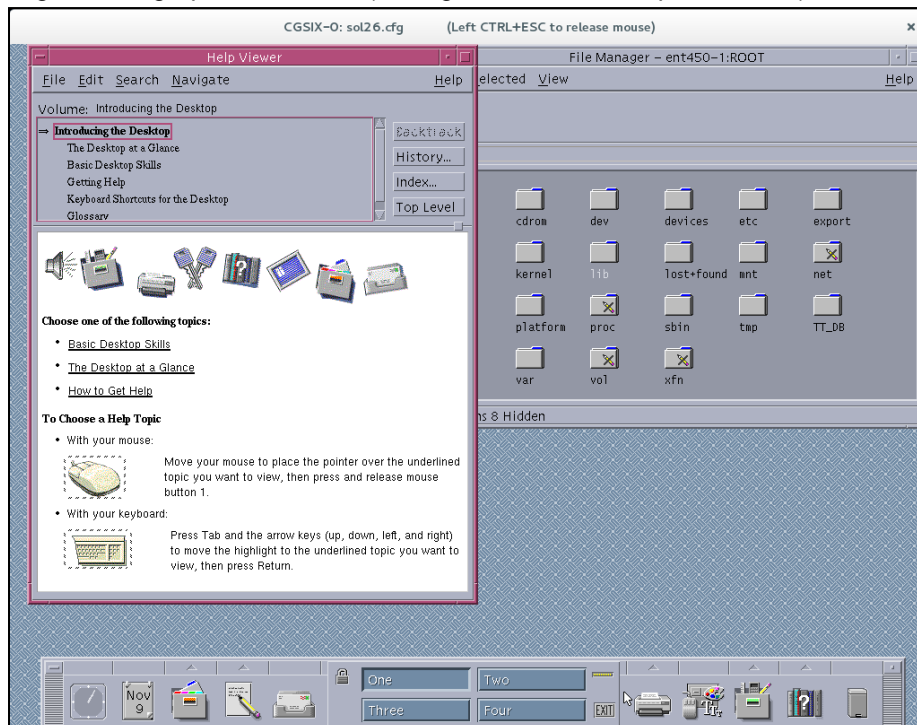 CGSIX-0: sol26.cfg (Left CTRL+ESC to release mouse)
Help Viewer
File Edit Search Navigate Help
Volume: Introducing the Desktop
⇒ Introducing the Desktop
The Desktop at a Glance
Basic Desktop Skills
Getting Help
Keyboard Shortcuts for the Desktop
Glossary
Backtrack
History...
Index...
Top Level
Choose one of the following topics:
• Basic Desktop Skills
• The Desktop at a Glance
• How to Get Help
To Choose a Help Topic
• With your mouse:
Move your mouse to place the pointer over the underlined
topic you want to view, then press and release mouse
button 1.
• With your keyboard:
Press Tab and the arrow keys (up, down, left, and right)
to move the highlight to the underlined topic you want to
view, then press Return.
File Manager - ent450-1:ROOT
elected View Help
cdrom dev devices etc export
kernel lib lost+found mnt net
platform proc sbin tmp TT_DB
var vol xfn
ns 8 Hidden
Nov
9
One Two
Three Four
EXIT